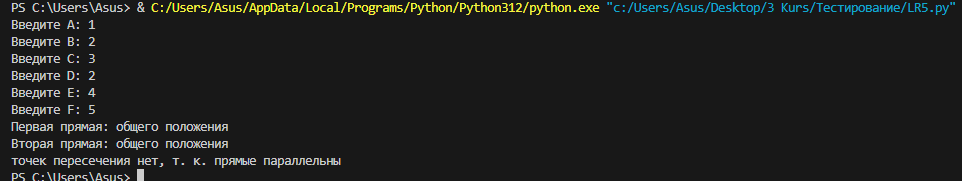 PS C:\Users\Asus> & C:/Users/Asus/AppData/Local/Programs/Python/Python312/python.exe "c:/Users/Asus/Desktop/3 Kurs/Тестирование/LR5.py"
Введите A: 1
Введите B: 2
Введите C: 3
Введите D: 2
Введите E: 4
Введите F: 5
Первая прямая: общего положения
Вторая прямая: общего положения
точек пересечения нет, т. к. прямые параллельны
PS C:\Users\Asus>